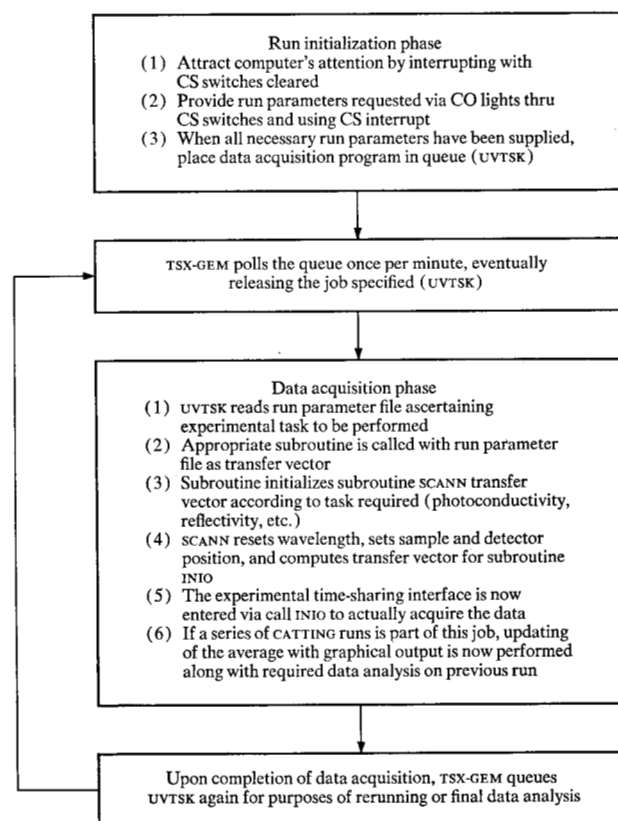 Run initialization phase
(1) Attract computer's attention by interrupting with
CS switches cleared
(2) Provide run parameters requested via CO lights thru
CS switches and using CS interrupt
(3) When all necessary run parameters have been supplied,
place data acquisition program in queue (UVTSK)
TSX-GEM polls the queue once per minute, eventually
releasing the job specified (UVTSK)
Data acquisition phase
(1) UVTSK reads run parameter file ascertaining
experimental task to be performed
(2) Appropriate subroutine is called with run parameter
file as transfer vector
(3) Subroutine initializes subroutine SCANN transfer
vector according to task required (photoconductivity,
reflectivity, etc.)
(4) SCANN resets wavelength, sets sample and detector
position, and computes transfer vector for subroutine
INIO
(5) The experimental time-sharing interface is now
entered via call INIO to actually acquire the data
(6) If a series of CATTING runs is part of this job, updating
of the average with graphical output is now performed
along with required data analysis on previous run
Upon completion of data acquisition, TSX-GEM queues
UVTSK again for purposes of rerunning or final data analysis